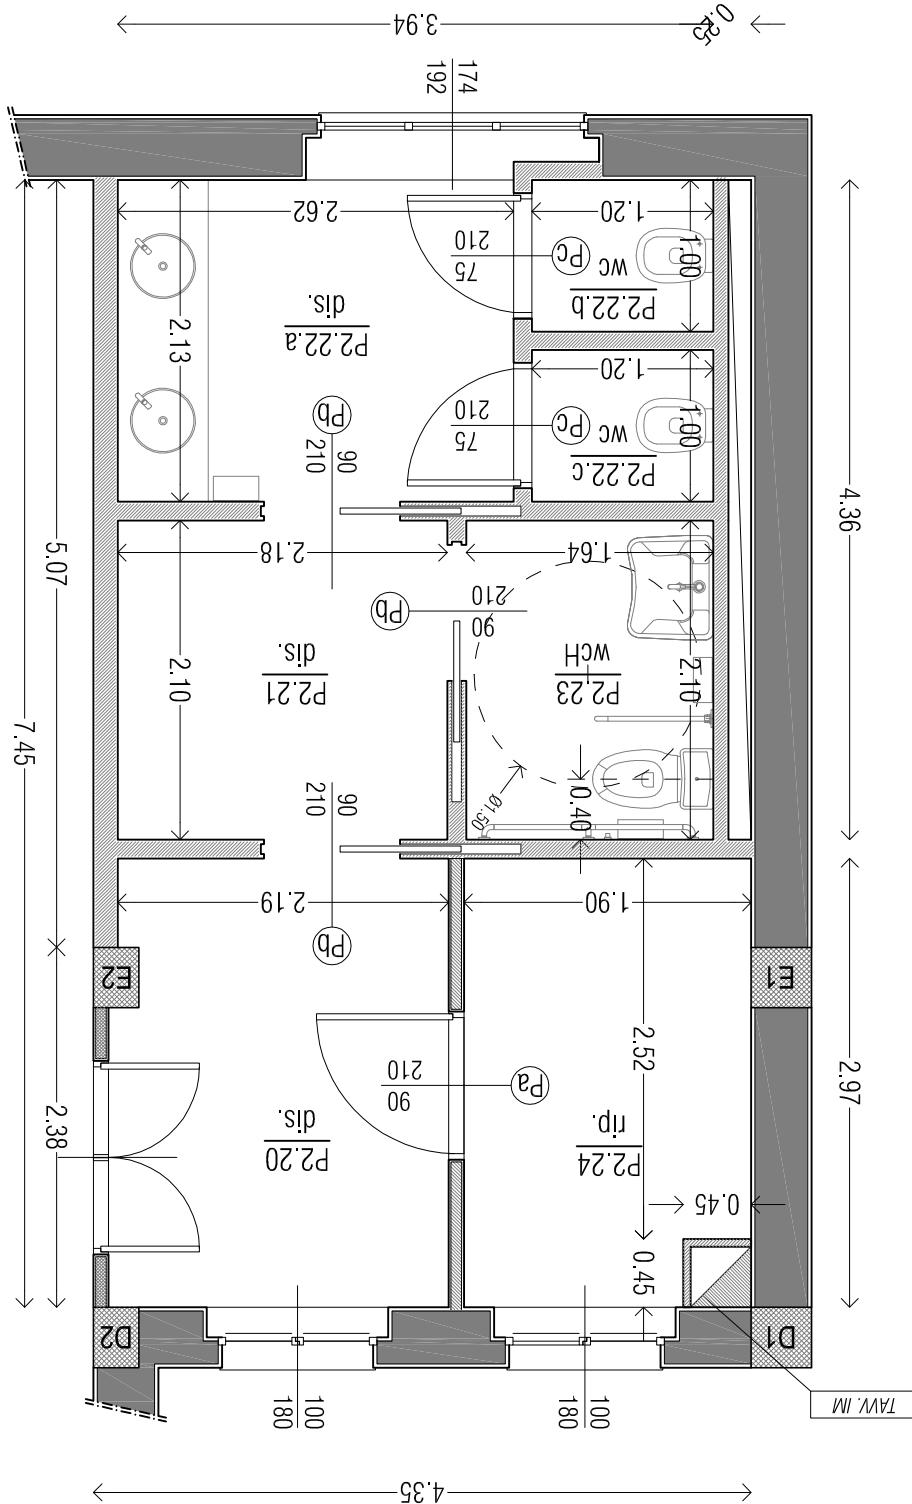 4.35
TAVV. IM
100
180
100
180
D1
D2
0.45
0.45
P2.24
rip.
P2.20
dis.
2.38
2.97
2.52
Pa
90
210
E1
E2
1.90
2.19
Pb
90
210
7.45
5.07
0.40
Ø1.50
P2.23
wcH
2.10
P2.21
dis.
2.10
Pb
90
210
1.64
2.18
4.36
P2.22.c
wc
1.00
Pc
75
210
Pb
90
210
1.20
P2.22.a
dis.
2.13
P2.22.b
wc
1.00
Pc
75
210
1.20
2.62
174
192
0.25
3.94